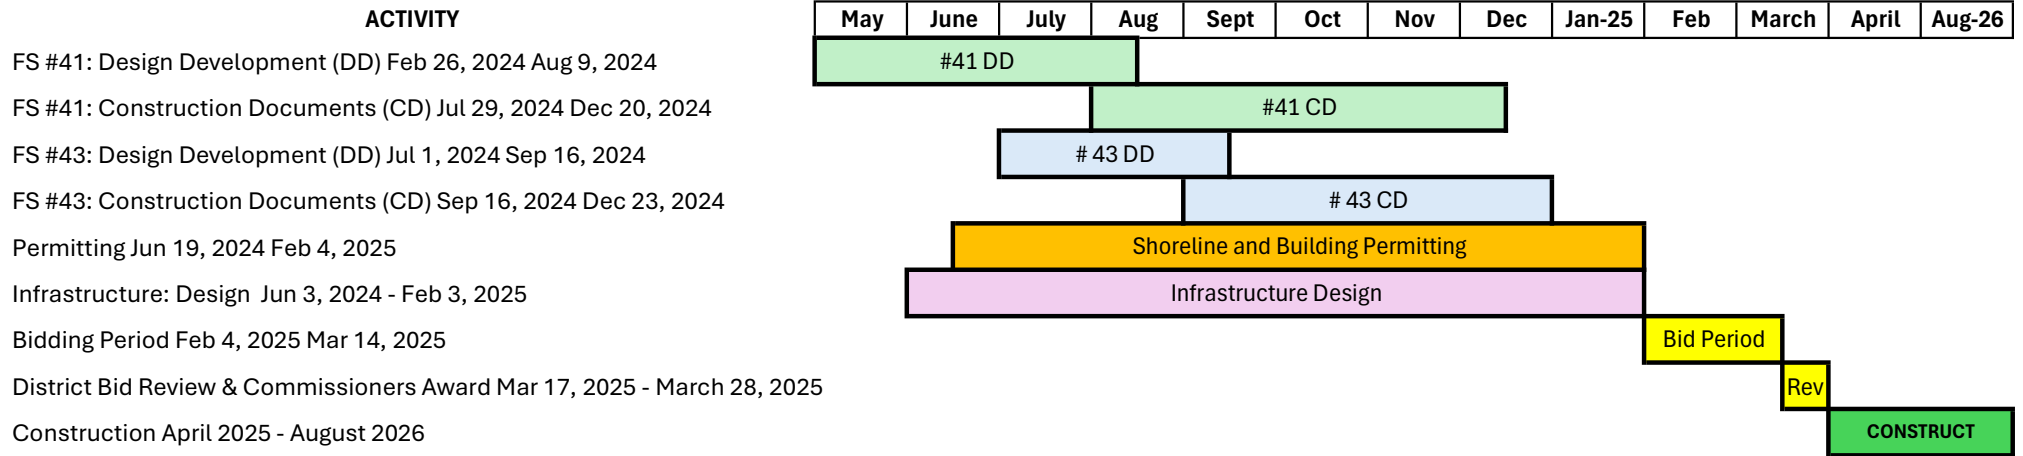 ACTIVITY May June July Aug Sept Oct Nov Dec Jan-25 Feb March April Aug-26
FS #41: Design Development (DD) Feb 26, 2024 Aug 9, 2024 #41 DD
FS #41: Construction Documents (CD) Jul 29, 2024 Dec 20, 2024 #41 CD
FS #43: Design Development (DD) Jul 1, 2024 Sep 16, 2024 # 43 DD
FS #43: Construction Documents (CD) Sep 16, 2024 Dec 23, 2024 # 43 CD
Permitting Jun 19, 2024 Feb 4, 2025 Shoreline and Building Permitting
Infrastructure: Design Jun 3, 2024 - Feb 3, 2025 Infrastructure Design
Bidding Period Feb 4, 2025 Mar 14, 2025 Bid Period
District Bid Review & Commissioners Award Mar 17, 2025 - March 28, 2025 Rev
Construction April 2025 - August 2026 CONSTRUCT